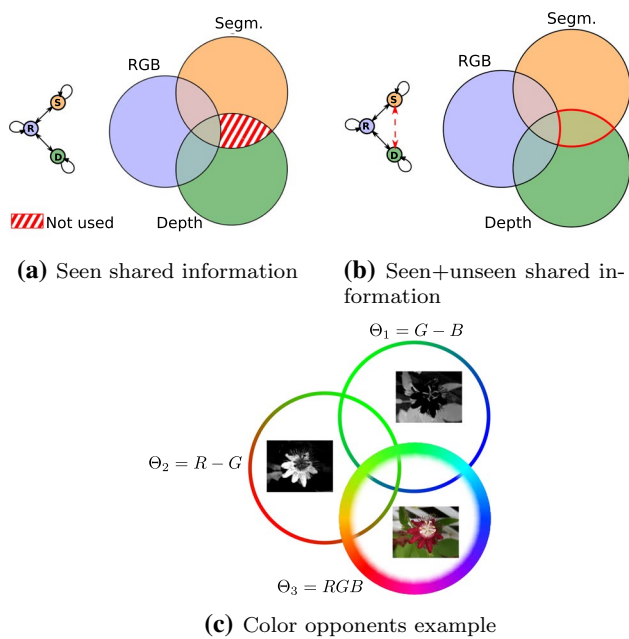 Segm.
RGB
S
R
D
Depth
Not used
(a) Seen shared information
Segm.
RGB
S
R
D
Depth
(b) Seen+unseen shared in-
formation
Θ₁ = G − B
Θ₂ = R − G
Θ₃ = RGB
(c) Color opponents example